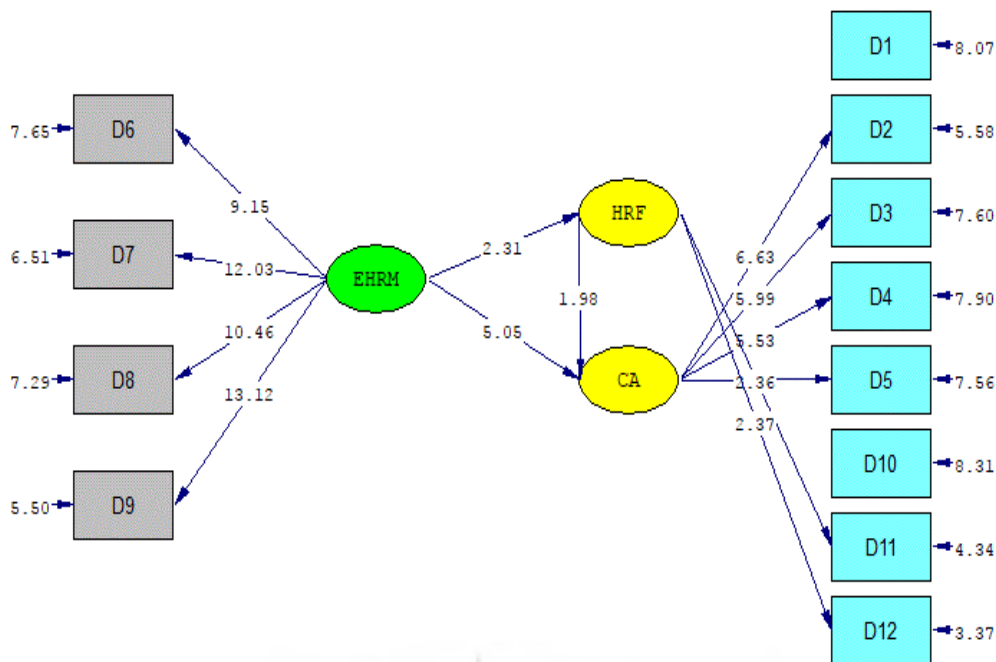 D1
8.07
D6
7.65
D2
5.58
9.15
HRF
D3
7.60
2.31
6.63
D7
6.51
12.03
EHRM
1.98
5.99
D4
7.90
10.46
5.05
5.53
D8
7.29
CA
2.36
D5
7.56
13.12
2.37
D10
8.31
D9
5.50
D11
4.34
D12
3.37